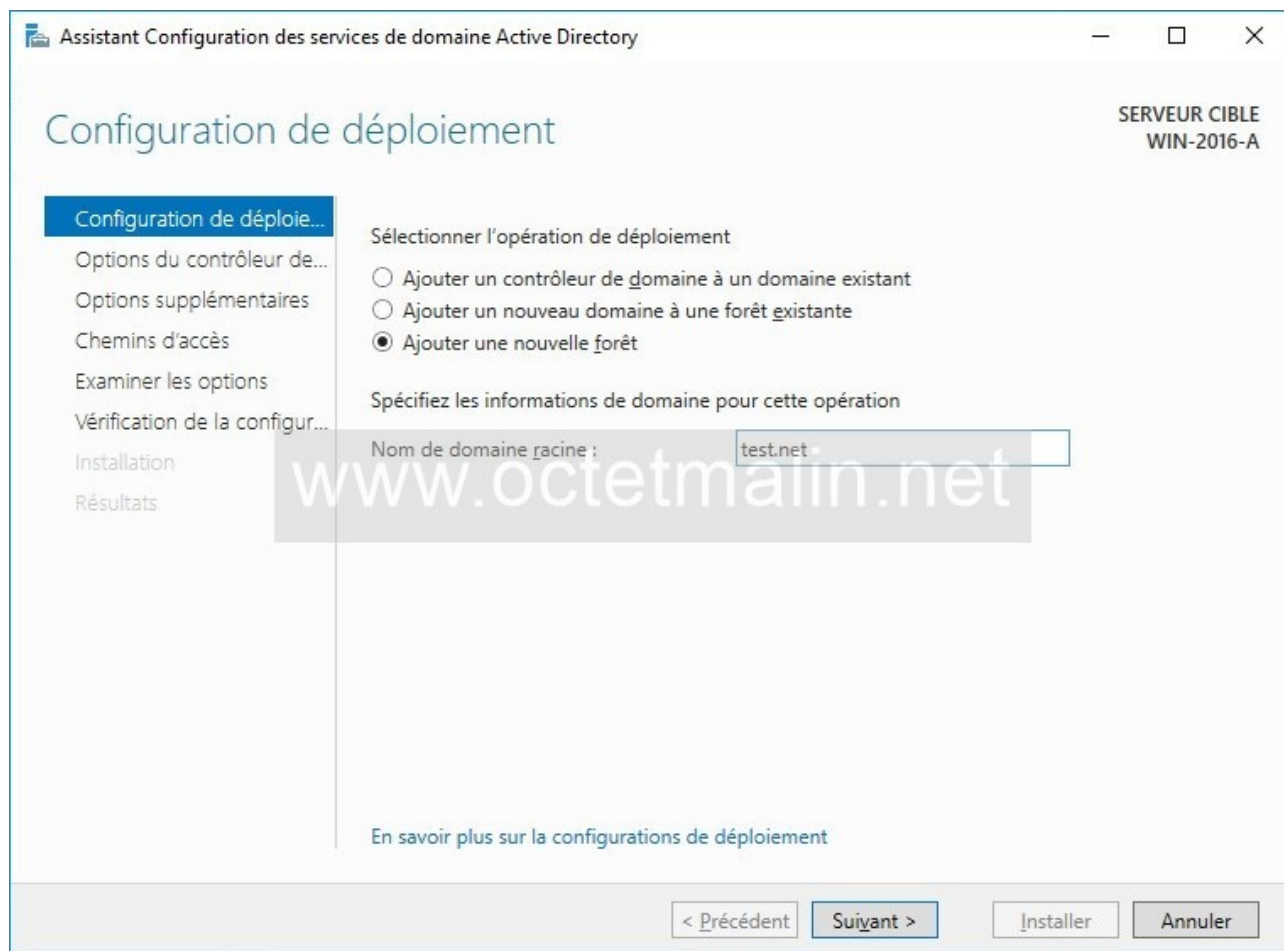 Assistant Configuration des services de domaine Active Directory
Configuration de déploiement
SERVEUR CIBLE
WIN-2016-A
Configuration de déploie...
Options du contrôleur de...
Options supplémentaires
Chemins d'accès
Examiner les options
Vérification de la configur...
Installation
Résultats
Sélectionner l'opération de déploiement
Ajouter un contrôleur de domaine à un domaine existant
Ajouter un nouveau domaine à une forêt existante
Ajouter une nouvelle forêt
Spécifiez les informations de domaine pour cette opération
Nom de domaine racine : test.net
www.octetmalin.net
En savoir plus sur la configurations de déploiement
< Précédent Suivant > Installer Annuler